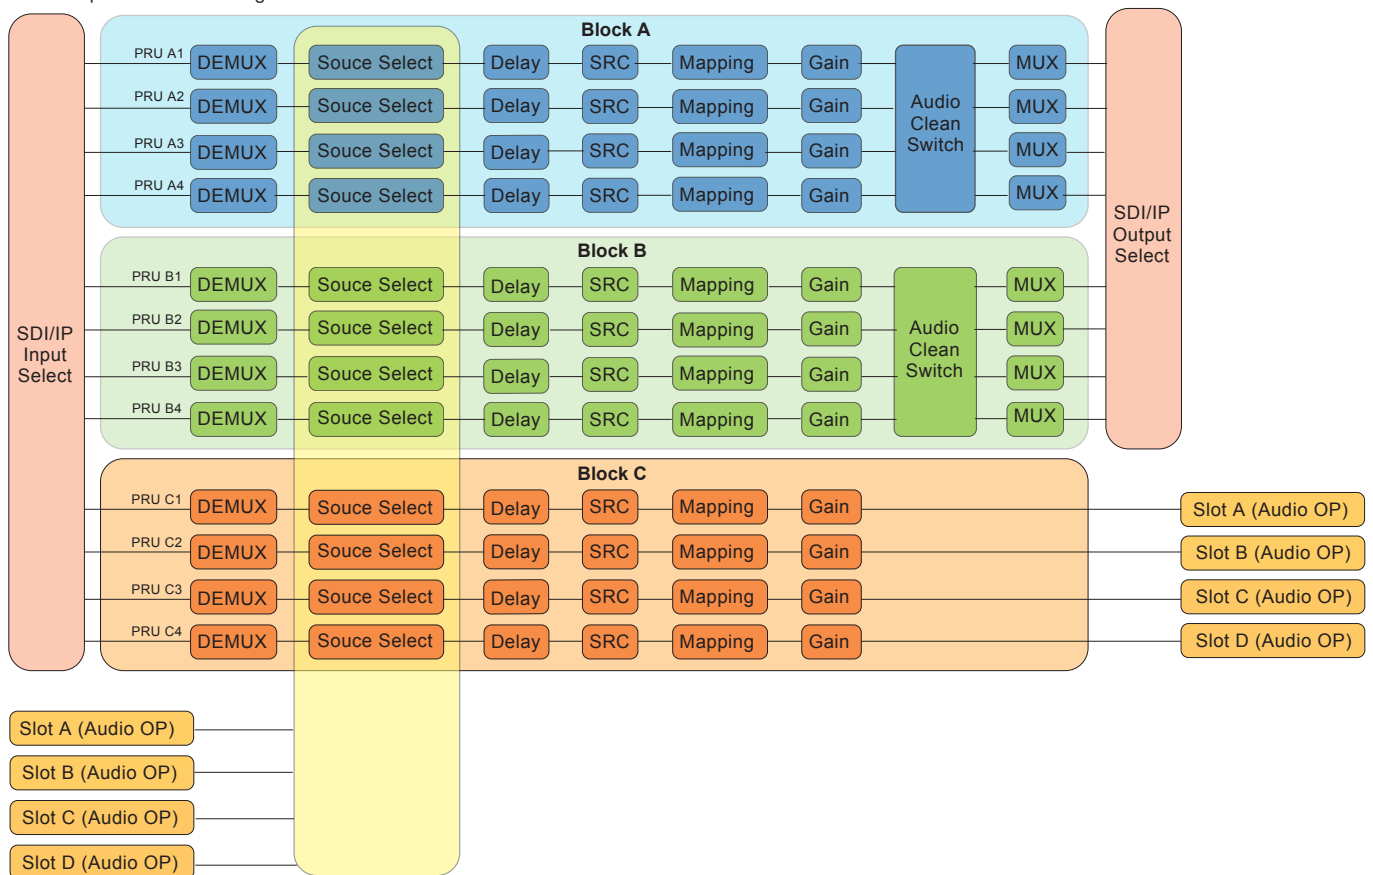 Block A
PRU A1 DEMUX Souce Select Delay SRC Mapping Gain MUX
PRU A2 DEMUX Souce Select Delay SRC Mapping Gain MUX
PRU A3 DEMUX Souce Select Delay SRC Mapping Gain MUX
PRU A4 DEMUX Souce Select Delay SRC Mapping Gain MUX
Audio
Clean
Switch
SDI/IP
Output
Select
Block B
PRU B1 DEMUX Souce Select Delay SRC Mapping Gain MUX
PRU B2 DEMUX Souce Select Delay SRC Mapping Gain MUX
PRU B3 DEMUX Souce Select Delay SRC Mapping Gain MUX
PRU B4 DEMUX Souce Select Delay SRC Mapping Gain MUX
Audio
Clean
Switch
SDI/IP
Input
Select
Block C
PRU C1 DEMUX Souce Select Delay SRC Mapping Gain Slot A (Audio OP)
PRU C2 DEMUX Souce Select Delay SRC Mapping Gain Slot B (Audio OP)
PRU C3 DEMUX Souce Select Delay SRC Mapping Gain Slot C (Audio OP)
PRU C4 DEMUX Souce Select Delay SRC Mapping Gain Slot D (Audio OP)
Slot A (Audio OP)
Slot B (Audio OP)
Slot C (Audio OP)
Slot D (Audio OP)